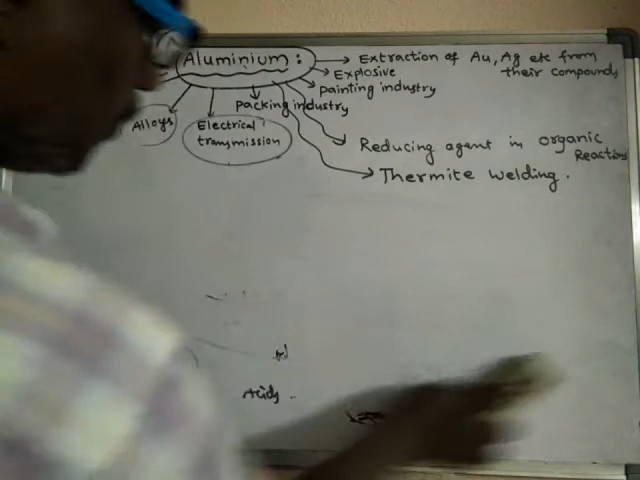 Aluminium :
Extraction of Au, Ag etc from
their compounds
Explosive
painting industry
packing industry
Alloys
Electrical
transmission
Reducing agent in organic
Reactions
Thermite welding.
Acids ..